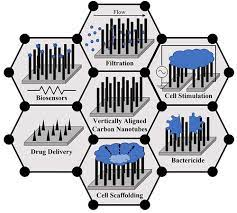 Flow
Filtration
Biosensors
Cell Stimulation
Vertically Aligned
Carbon Nanotubes
Drug Delivery
Bactericide
Cell Scaffolding